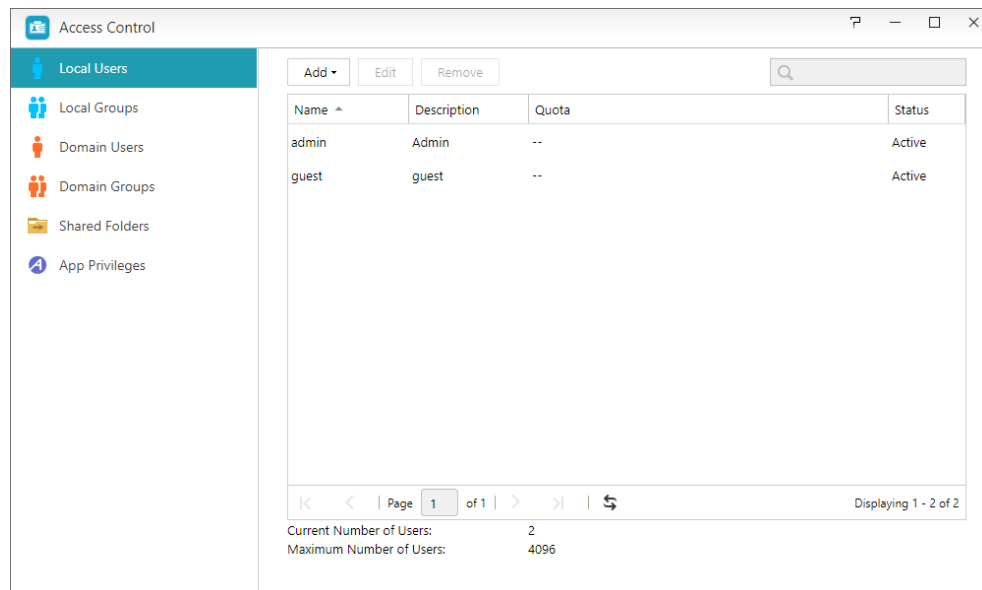 Access Control
Local Users
Local Groups
Domain Users
Domain Groups
Shared Folders
App Privileges
Add Edit Remove
Name Description Quota Status
admin Admin -- Active
guest guest -- Active
Page 1 of 1 Displaying 1 - 2 of 2
Current Number of Users: 2
Maximum Number of Users: 4096